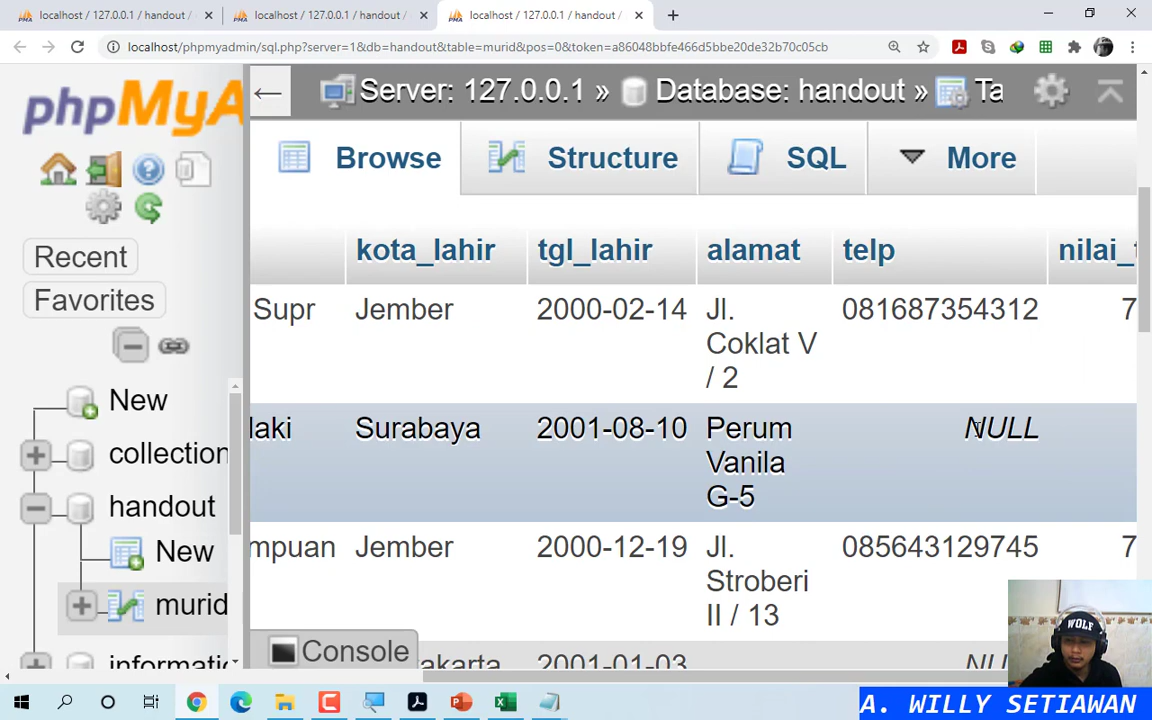 localhost / 127.0.0.1 / handout /
localhost / 127.0.0.1 / handout /
localhost / 127.0.0.1 / handout /
localhost/phpmyadmin/sql.php?server=1&db=handout&table=murid&pos=0&token=a86048bbfe466d5bbe20de32b70c05cb
phpMyA
Server: 127.0.0.1 » Database: handout » Ta
Browse Structure SQL More
Recent
Favorites
New
collection
handout
New
murid
informati
kota_lahir tgl_lahir alamat telp nilai_t
Supr Jember 2000-02-14 Jl. 081687354312 7
Coklat V
/ 2
laki Surabaya 2001-08-10 Perum NULL
Vanila
G-5
mpuan Jember 2000-12-19 Jl. 085643129745 7
Stroberi
II / 13
Console
akarta 2001-01-03 NU
WOLF
A. WILLY SETIAWAN